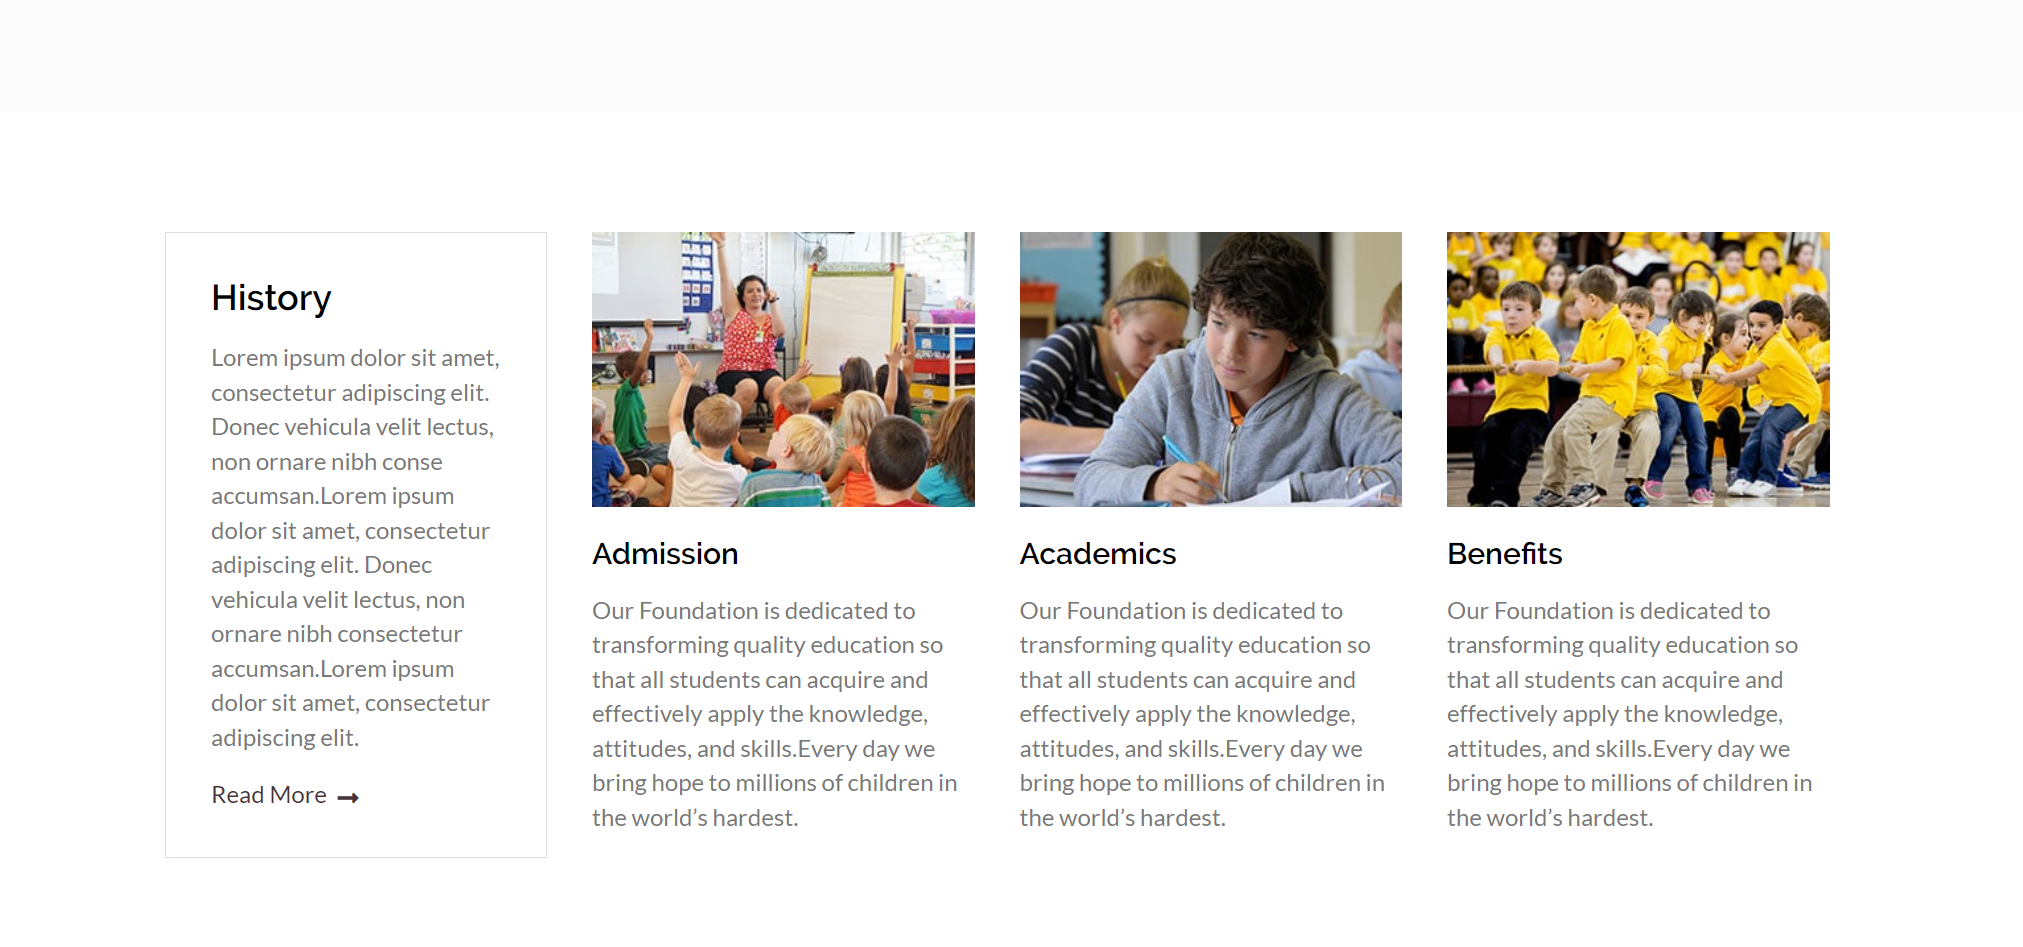 History
Lorem ipsum dolor sit amet,
consectetur adipiscing elit.
Donec vehicula velit lectus,
non ornare nibh conse
accumsan.Lorem ipsum
dolor sit amet, consectetur
adipiscing elit. Donec
vehicula velit lectus, non
ornare nibh consectetur
accumsan.Lorem ipsum
dolor sit amet, consectetur
adipiscing elit.
Read More
Admission
Our Foundation is dedicated to
transforming quality education so
that all students can acquire and
effectively apply the knowledge,
attitudes, and skills.Every day we
bring hope to millions of children in
the world’s hardest.
Academics
Our Foundation is dedicated to
transforming quality education so
that all students can acquire and
effectively apply the knowledge,
attitudes, and skills.Every day we
bring hope to millions of children in
the world’s hardest.
Benefits
Our Foundation is dedicated to
transforming quality education so
that all students can acquire and
effectively apply the knowledge,
attitudes, and skills.Every day we
bring hope to millions of children in
the world’s hardest.